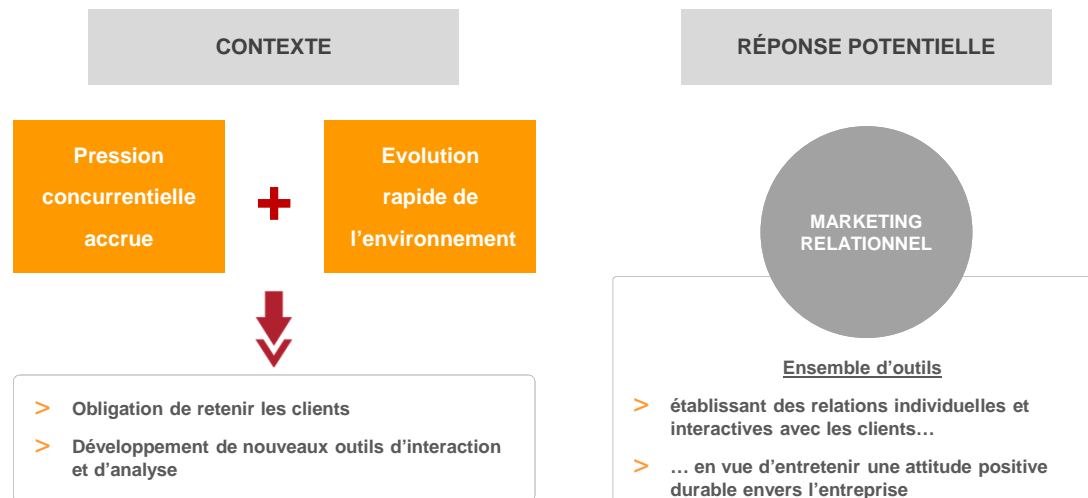 CONTEXTE
Pression
concurrentielle
accrue
+
Evolution
rapide de
l’environnement
> Obligation de retenir les clients
> Développement de nouveaux outils d’interaction
et d’analyse
RÉPONSE POTENTIELLE
MARKETING
RELATIONNEL
Ensemble d’outils
> établissant des relations individuelles et
interactives avec les clients…
> … en vue d’entretenir une attitude positive
durable envers l’entreprise